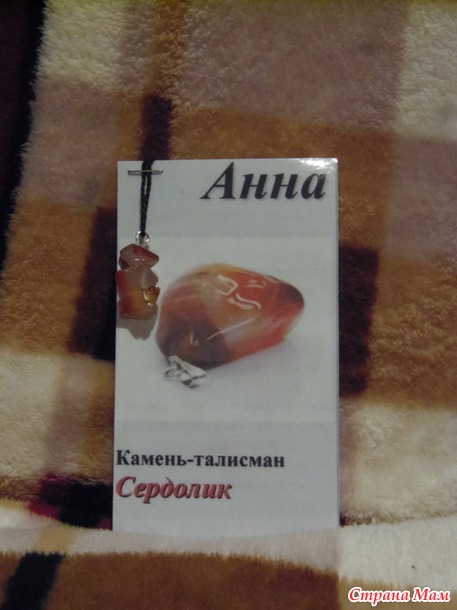 Анна
Камень-талисман
Сердолик
Страна Мам